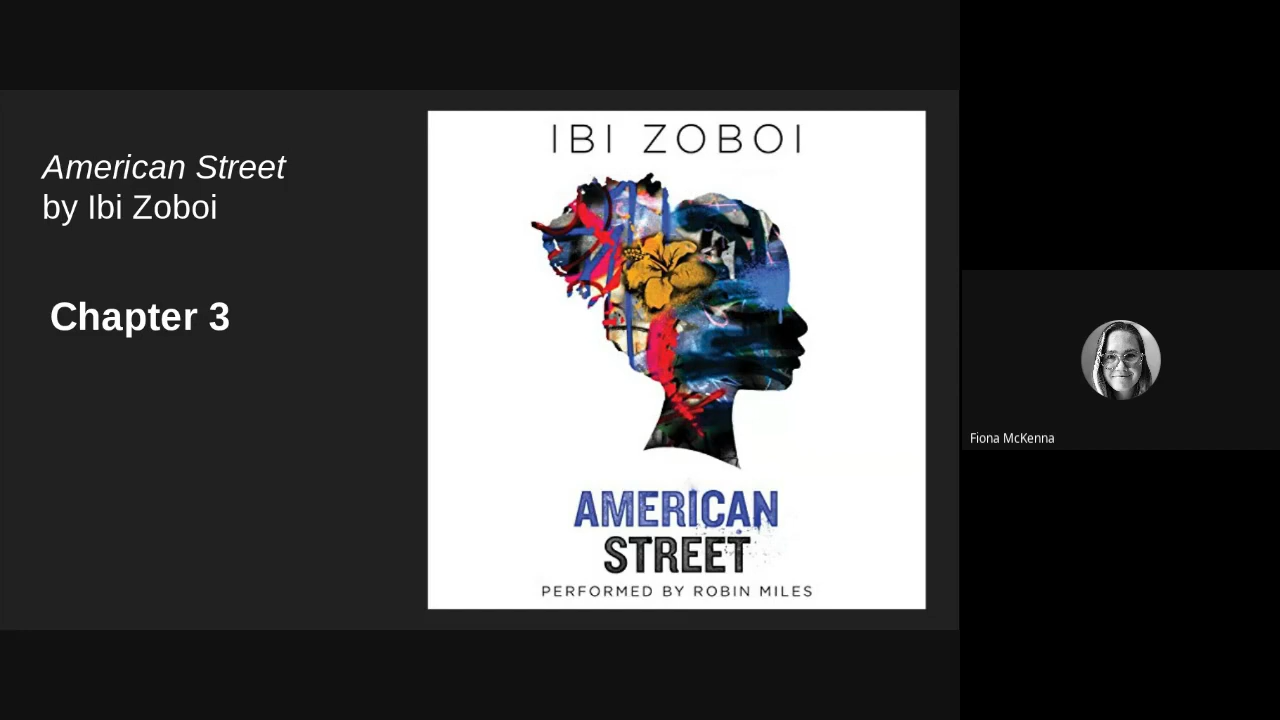 American Street
by Ibi Zoboi
Chapter 3
IBI ZOBOI
AMERICAN
STREET
PERFORMED BY ROBIN MILES
Fiona McKenna